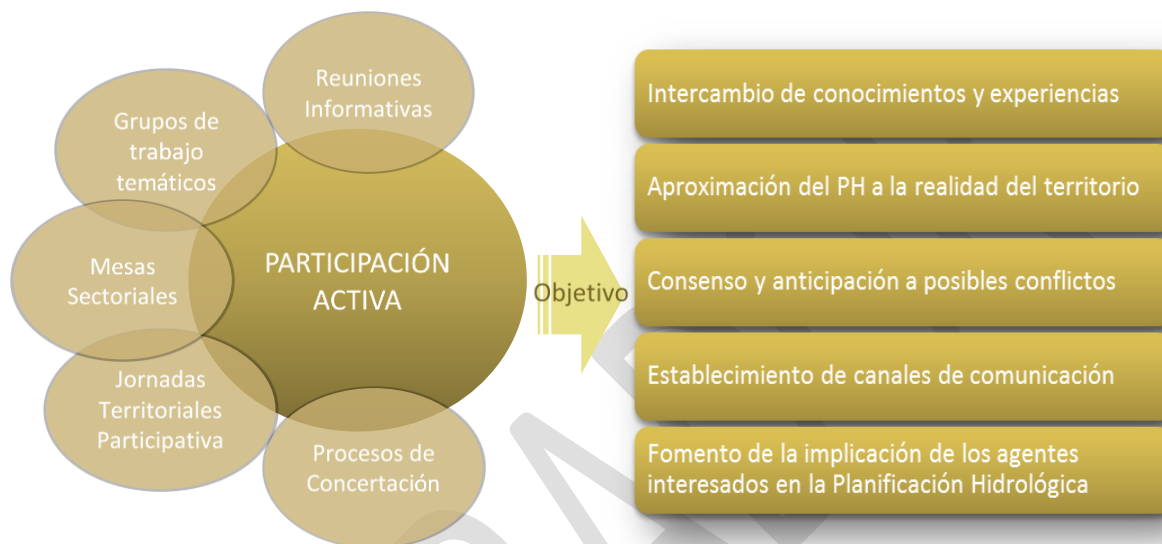 Reuniones
Informativas
Grupos de
trabajo
temáticos
Mesas
Sectoriales
Jornadas
Territoriales
Participativa
Procesos de
Concertación
PARTICIPACIÓN
ACTIVA
Objetivo
Intercambio de conocimientos y experiencias
Aproximación del PH a la realidad del territorio
Consenso y anticipación a posibles conflictos
Establecimiento de canales de comunicación
Fomento de la implicación de los agentes
interesados en la Planificación Hidrológica